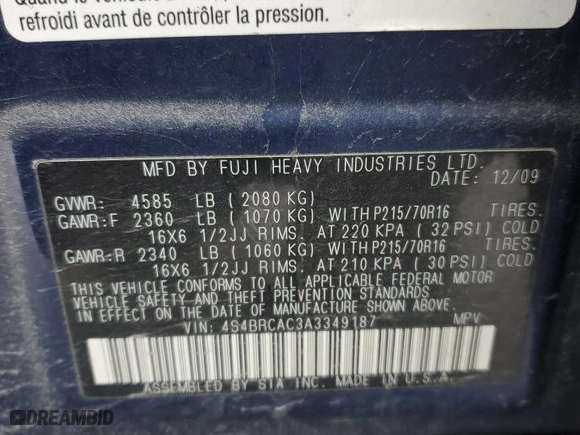 refroidi avant de contrôler la pression.
MFD BY FUJI HEAVY INDUSTRIES LTD.
DATE: 12/09
GVWR: 4585 LB ( 2080 KG)
GAWR:F 2360 LB ( 1070 KG) WITH P215/70R16 TIRES.
16X6 1/2JJ RIMS, AT 220 KPA ( 32 PSI) COLD
GAWR:R 2340 LB ( 1060 KG) WITH P215/70R16 TIRES.
16X6 1/2JJ RIMS, AT 210 KPA ( 30 PSI) COLD
THIS VEHICLE CONFORMS TO ALL APPLICABLE FEDERAL MOTOR
VEHICLE SAFETY AND THEFT PREVENTION STANDARDS
IN EFFECT ON THE DATE OF MANUFACTURE SHOWN ABOVE.
VIN: 4S4BRCAC3A3349187 MPV
ASSEMBLED BY SIA INC. MADE IN U.S.A.
DREAMBID